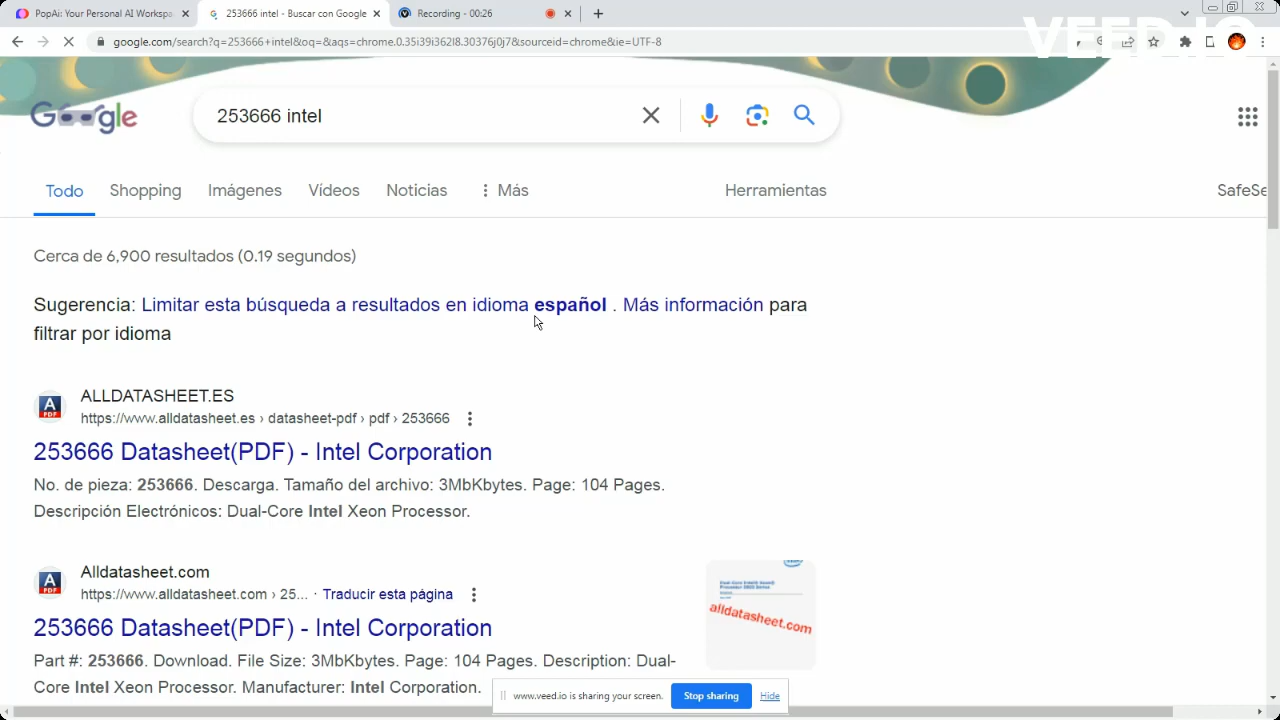 PopAi: Your Personal AI Workspa
253666 intel - Buscar con Google
Recording - 00:26
google.com/search?q=253666+intel&oq=&aqs=chrome.0.35i39i362l8.30376j0j7&sourceid=chrome&ie=UTF-8
VEED.IO
Google
253666 intel
Todo
Shopping
Imágenes
Vídeos
Noticias
Más
Herramientas
SafeSe
Cerca de 6,900 resultados (0.19 segundos)
Sugerencia: Limitar esta búsqueda a resultados en idioma español . Más información para
filtrar por idioma
ALLDATASHEET.ES
https://www.alldatasheet.es › datasheet-pdf › pdf › 253666
253666 Datasheet(PDF) - Intel Corporation
No. de pieza: 253666. Descarga. Tamaño del archivo: 3MbKbytes. Page: 104 Pages.
Descripción Electrónicos: Dual-Core Intel Xeon Processor.
Alldatasheet.com
https://www.alldatasheet.com › 25... · Traducir esta página
253666 Datasheet(PDF) - Intel Corporation
Part #: 253666. Download. File Size: 3MbKbytes. Page: 104 Pages. Description: Dual-
Core Intel Xeon Processor. Manufacturer: Intel Corporation.
alldatasheet.com
www.veed.io is sharing your screen.
Stop sharing
Hide